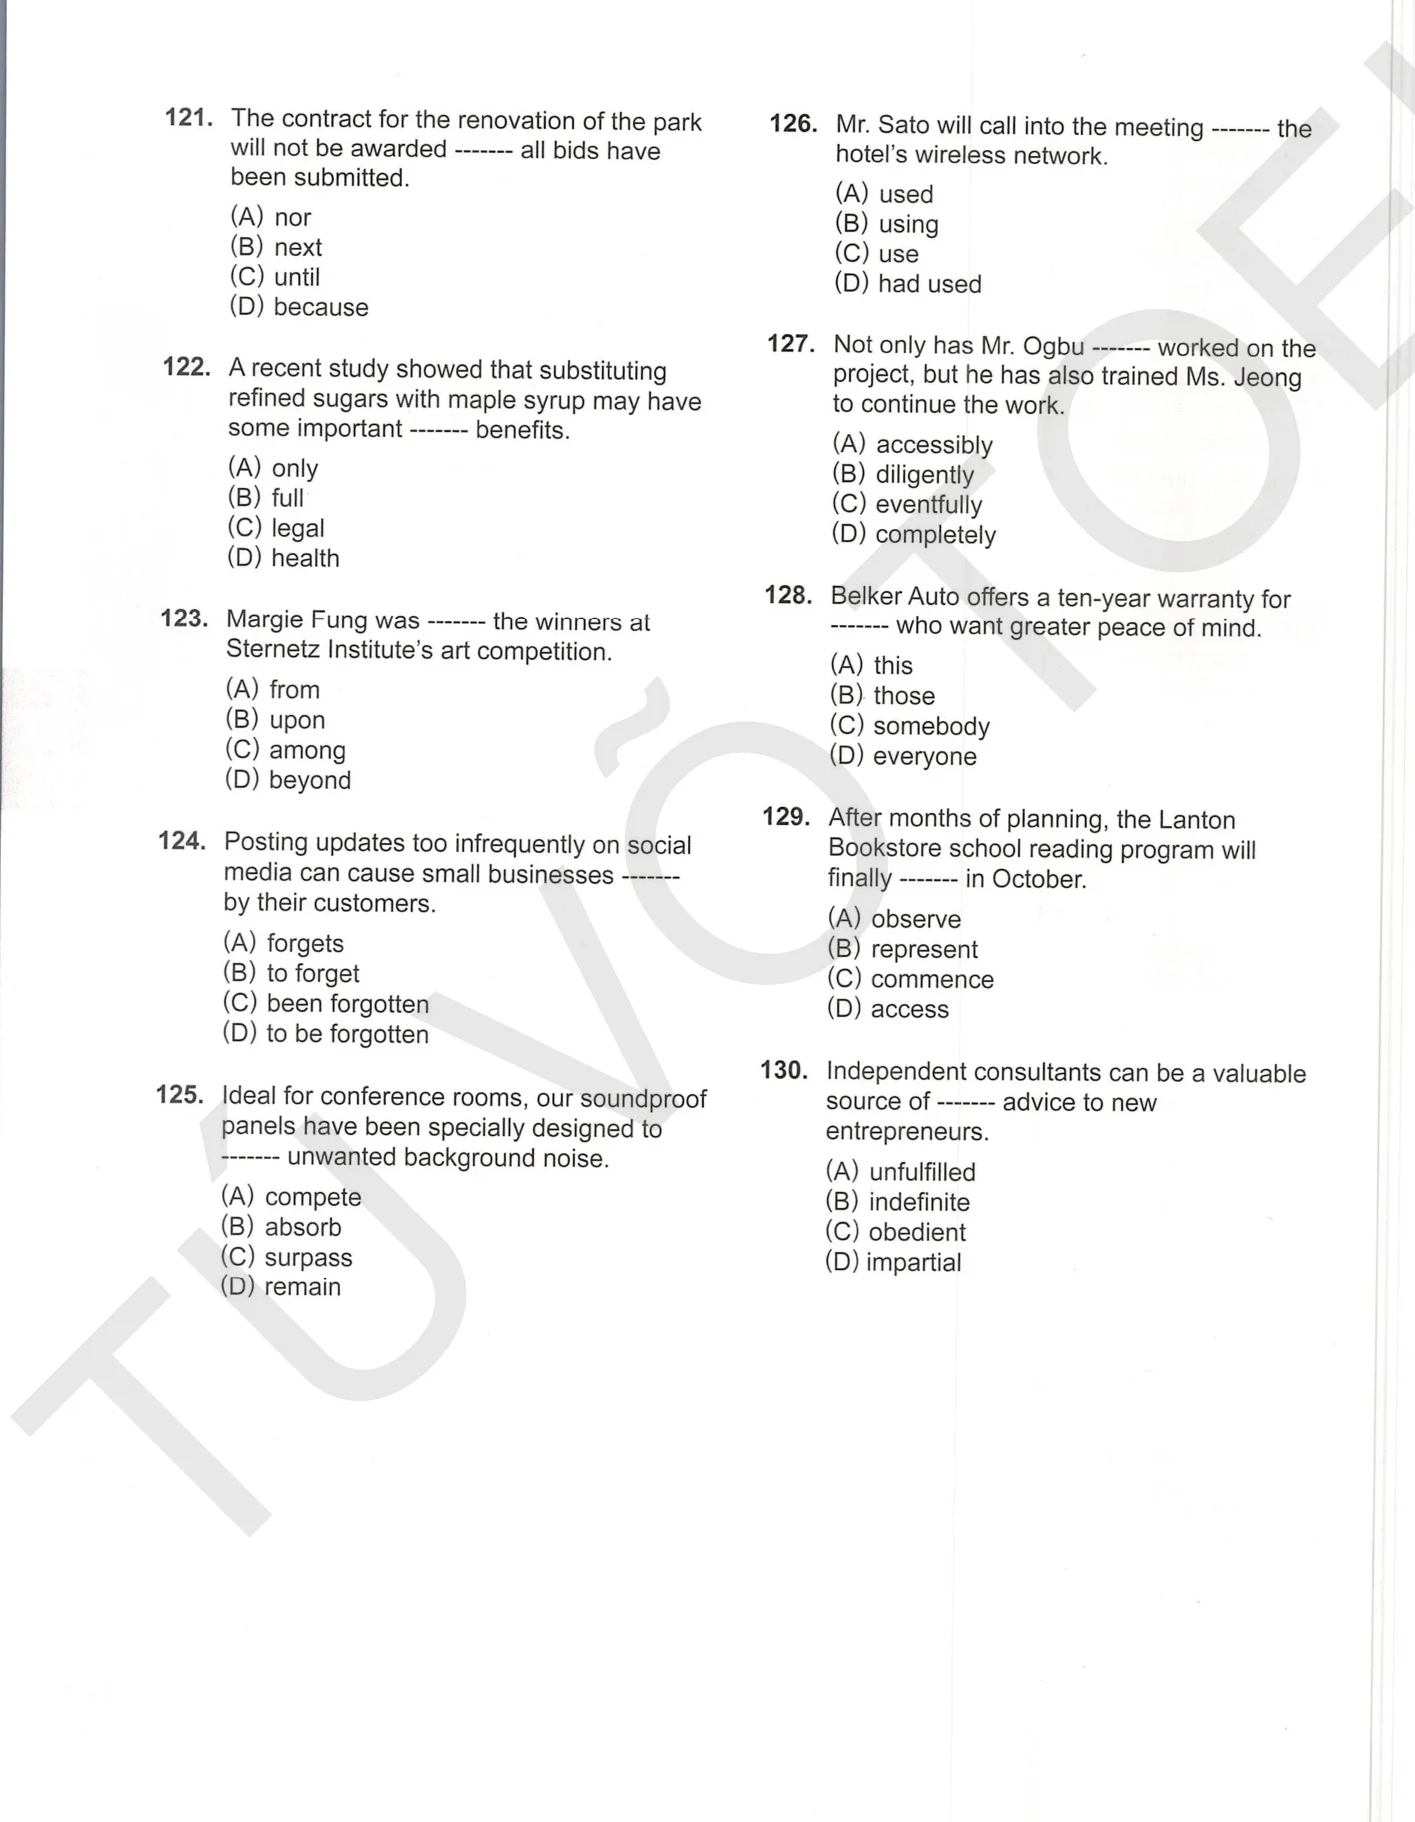 121. The contract for the renovation of the park
will not be awarded ------- all bids have
been submitted.
(A) nor
(B) next
(C) until
(D) because
122. A recent study showed that substituting
refined sugars with maple syrup may have
some important ------- benefits.
(A) only
(B) full
(C) legal
(D) health
123. Margie Fung was ------- the winners at
Sternetz Institute's art competition.
(A) from
(B) upon
(C) among
(D) beyond
124. Posting updates too infrequently on social
media can cause small businesses -------
by their customers.
(A) forgets
(B) to forget
(C) been forgotten
(D) to be forgotten
125. Ideal for conference rooms, our soundproof
panels have been specially designed to
------- unwanted background noise.
(A) compete
(B) absorb
(C) surpass
(D) remain
126. Mr. Sato will call into the meeting ------- the
hotel's wireless network.
(A) used
(B) using
(C) use
(D) had used
127. Not only has Mr. Ogbu ------- worked on the
project, but he has also trained Ms. Jeong
to continue the work.
(A) accessibly
(B) diligently
(C) eventfully
(D) completely
128. Belker Auto offers a ten-year warranty for
------- who want greater peace of mind.
(A) this
(B) those
(C) somebody
(D) everyone
129. After months of planning, the Lanton
Bookstore school reading program will
finally ------- in October.
(A) observe
(B) represent
(C) commence
(D) access
130. Independent consultants can be a valuable
source of ------- advice to new
entrepreneurs.
(A) unfulfilled
(B) indefinite
(C) obedient
(D) impartial
TÚ VÕ TOE